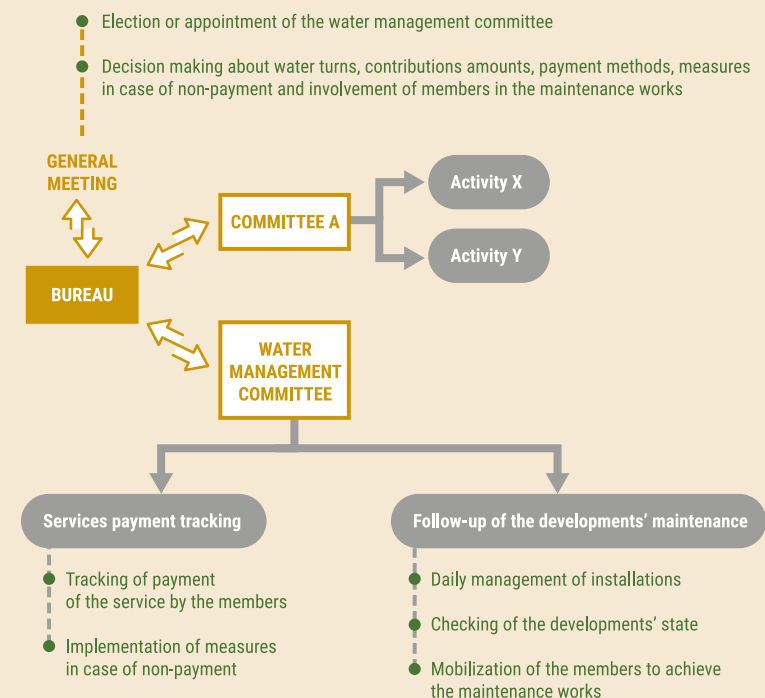 Election or appointment of the water management committee
Decision making about water turns, contributions amounts, payment methods, measures
in case of non-payment and involvement of members in the maintenance works
GENERAL
MEETING
COMMITTEE A
Activity X
Activity Y
BUREAU
WATER
MANAGEMENT
COMMITTEE
Services payment tracking
Tracking of payment
of the service by the members
Implementation of measures
in case of non-payment
Follow-up of the developments’ maintenance
Daily management of installations
Checking of the developments’ state
Mobilization of the members to achieve
the maintenance works